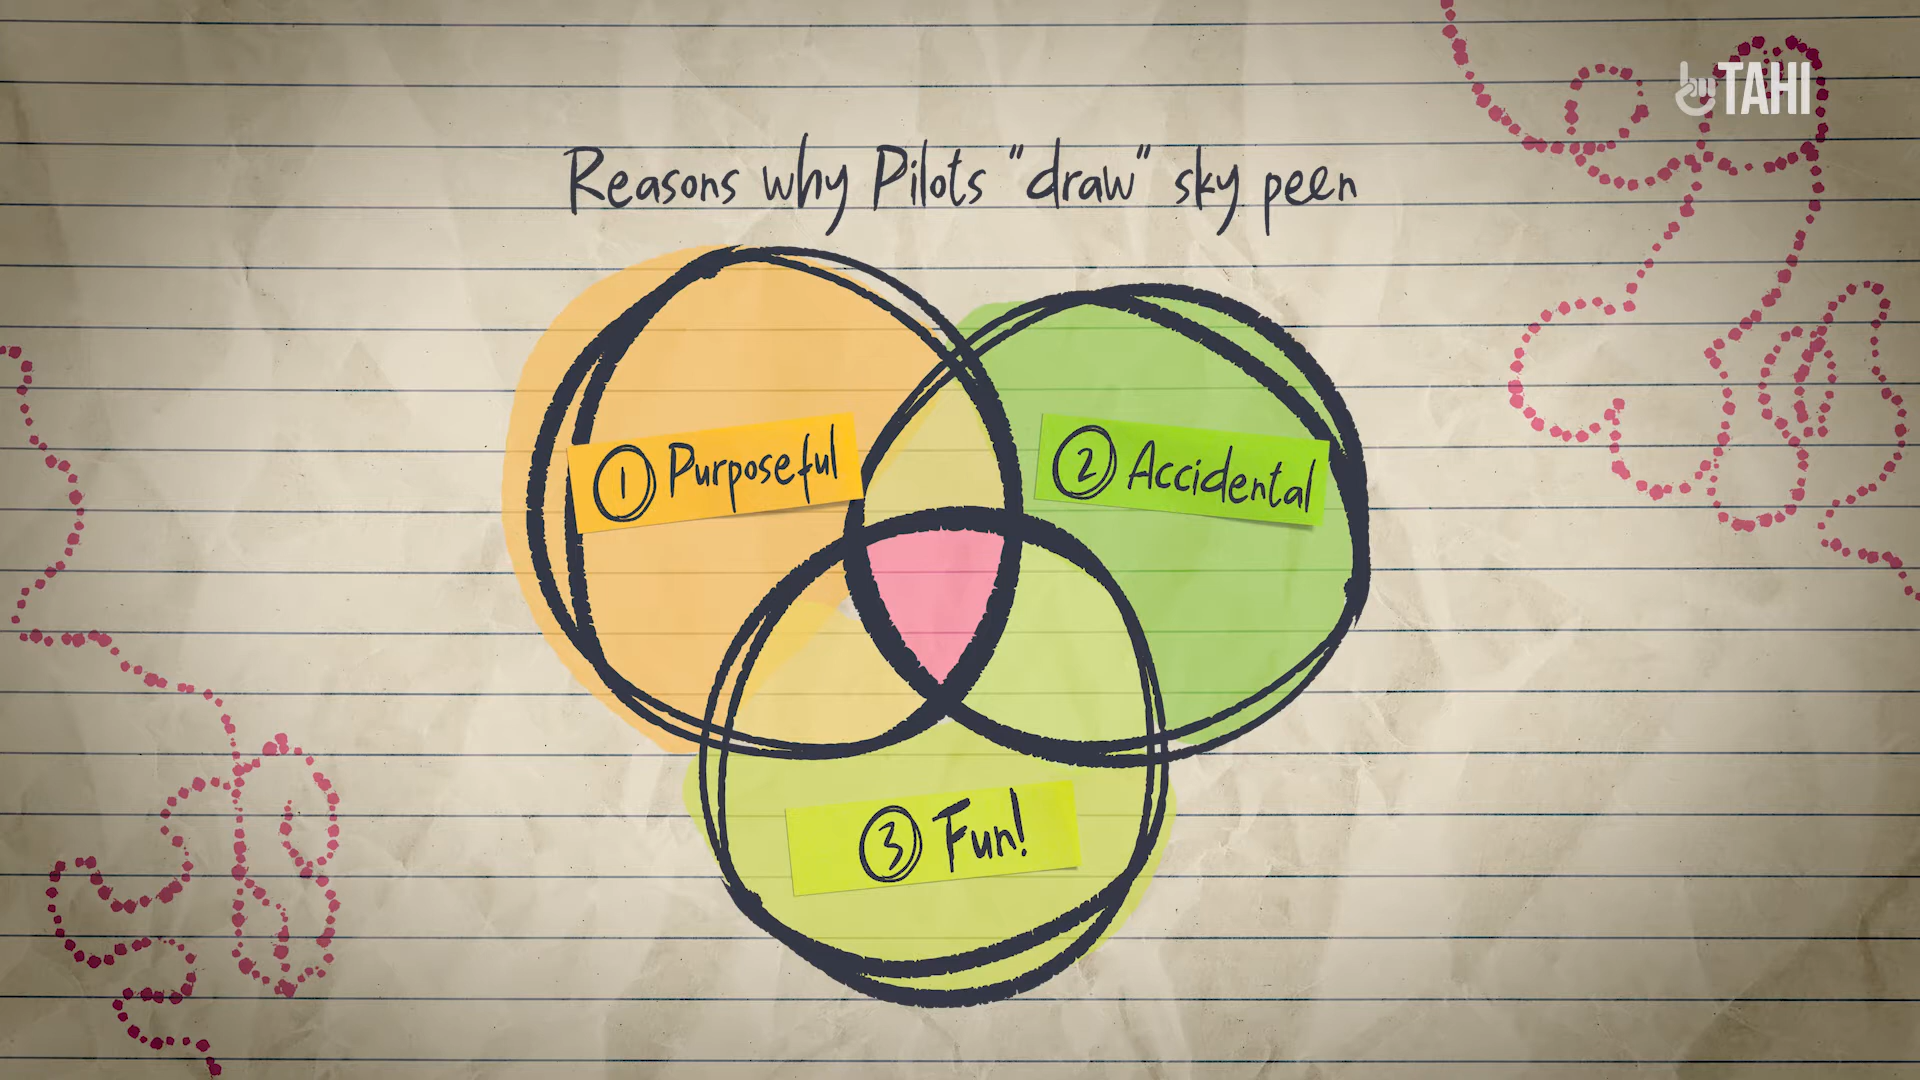 TAHI
Reasons why Pilots "draw" sky peen
1 Purposeful
2 Accidental
3 Fun!